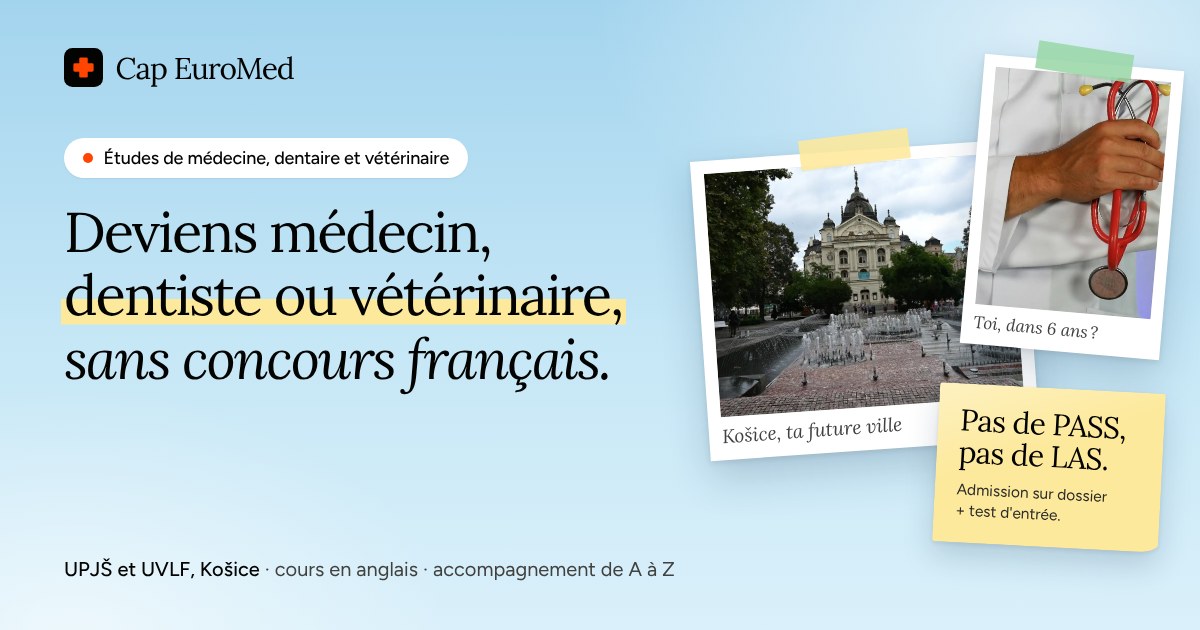 Cap EuroMed
Études de médecine, dentaire et vétérinaire
Deviens médecin,
dentiste ou vétérinaire,
sans concours français.
Košice, ta future ville
Toi, dans 6 ans ?
Pas de PASS,
pas de LAS.
Admission sur dossier
+ test d'entrée.
UPJŠ et UVLF, Košice · cours en anglais · accompagnement de A à Z